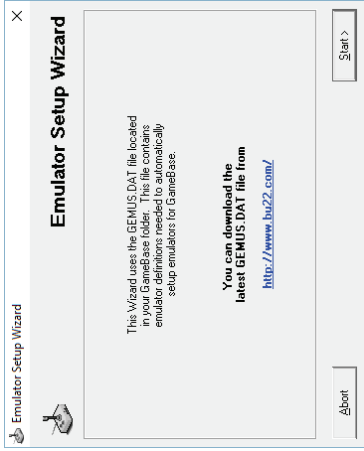 Emulator Setup Wizard
Emulator Setup Wizard
This Wizard uses the GEMUS.DAT file located
in your GameBase folder. This file contains
emulator definitions needed to automatically
setup emulators for GameBase.
You can download the
latest GEMUS.DAT file from
http://www.bu22.com/
Abort
Start >